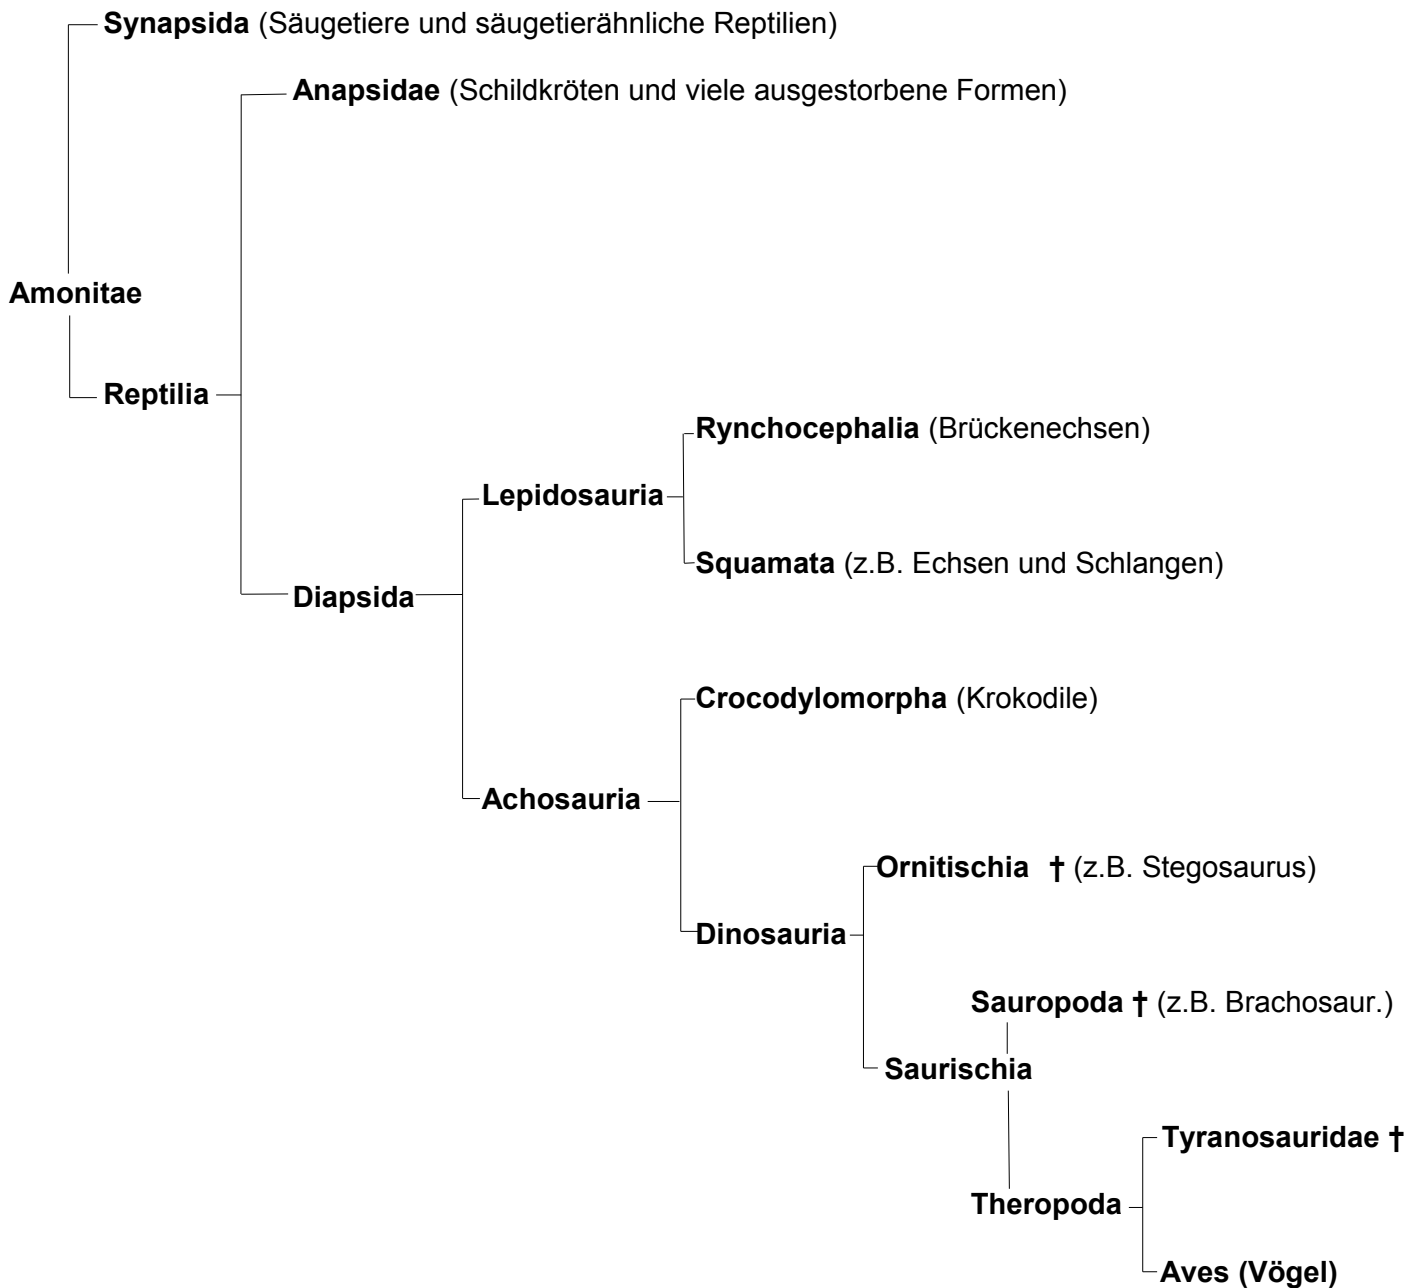 Synapsida (Säugetiere und säugetierähnliche Reptilien)
Anapsidae (Schildkröten und viele ausgestorbene Formen)
Amonitae
Reptilia
Rynchocephalia (Brückenechsen)
Lepidosauria
Squamata (z.B. Echsen und Schlangen)
Diapsida
Crocodylomorpha (Krokodile)
Achosauria
Ornitischia † (z.B. Stegosaurus)
Dinosauria
Sauropoda † (z.B. Brachosaur.)
Saurischia
Tyranosauridae †
Theropoda
Aves (Vögel)